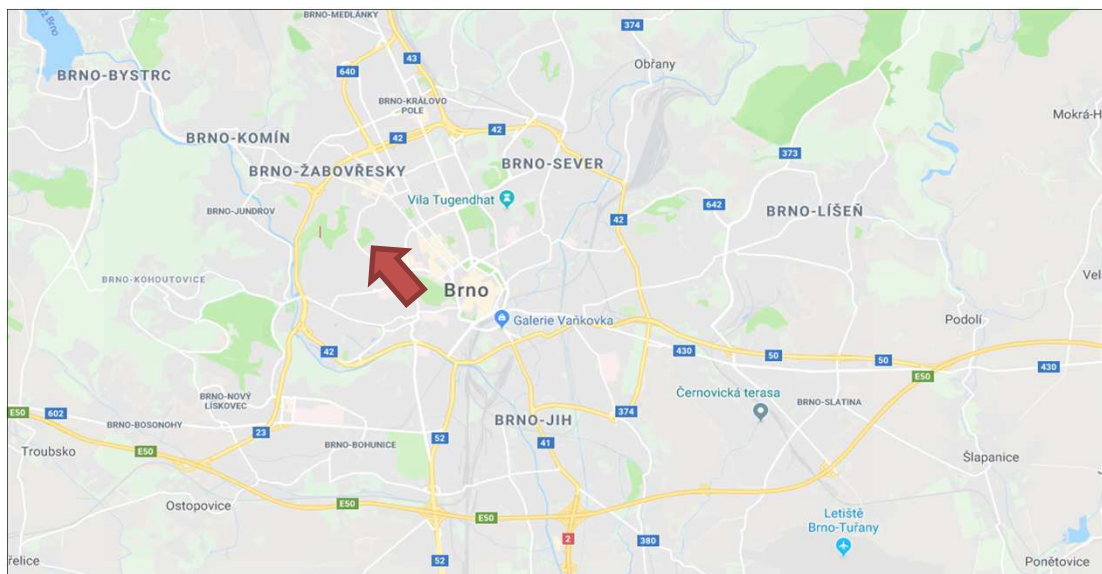 BRNO-MEDLÁNKY
374
Brno
43
Obřany
BRNO-BYSTRC
640
BRNO-KRÁLOVO
POLE
Mokrá-H
42
42
BRNO-KOMÍN
373
BRNO-SEVER
BRNO-ŽABOVŘESKY
Vila Tugendhat
642
BRNO-JUNDROV
BRNO-LÍŠEŇ
42
Vel
BRNO-KOHOUTOVICE
Brno
Galerie Vaňkovka
Podolí
42
430
50
50
430
E50
BRNO-NOVÝ
LÍSKOVEC
Černovická terasa
BRNO-SLATINA
E50
602
374
BRNO-JIH
BRNO-BOSONOHY
23
52
41
BRNO-BOHUNICE
Troubsko
E50
Šlapanice
Ostopovice
E50
E50
Letiště
Brno-Tuřany
2
380
52
řelice
Ponětovice